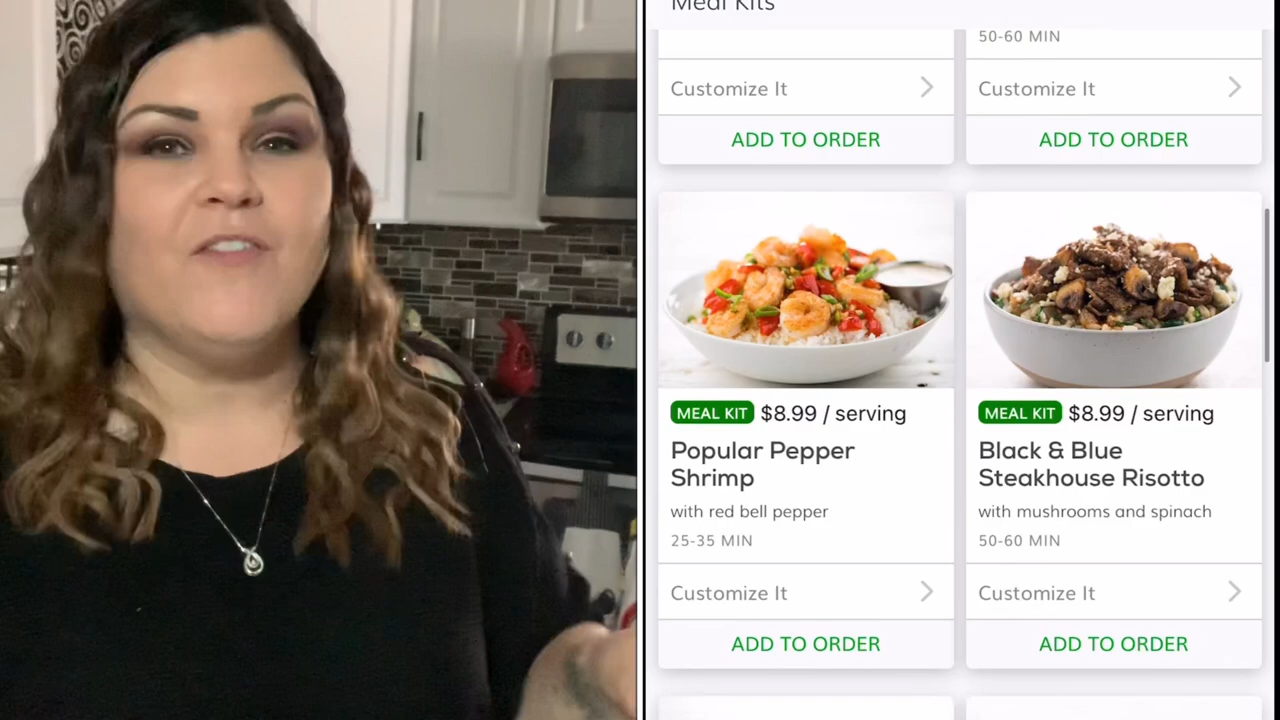 Meal Kits
50-60 MIN
Customize It
Customize It
ADD TO ORDER
ADD TO ORDER
MEAL KIT $8.99 / serving
Popular Pepper
Shrimp
with red bell pepper
25-35 MIN
Customize It
ADD TO ORDER
MEAL KIT $8.99 / serving
Black & Blue
Steakhouse Risotto
with mushrooms and spinach
50-60 MIN
Customize It
ADD TO ORDER